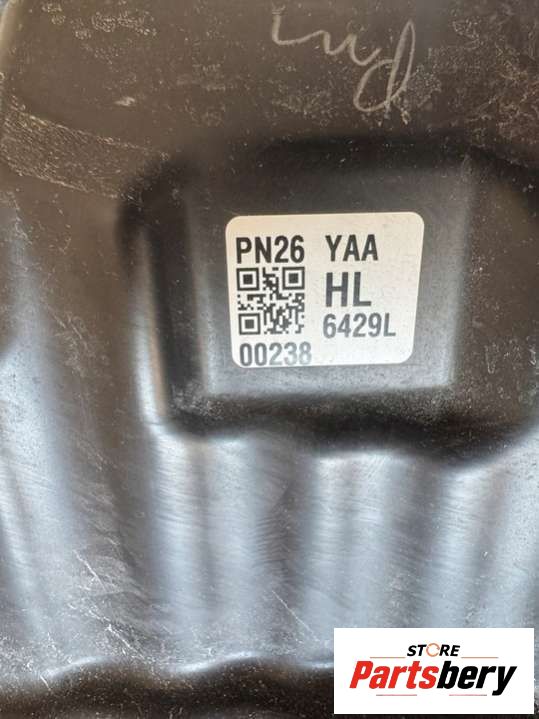 PN26 YAA
HL
6429L
00238
STORE
Partsbery